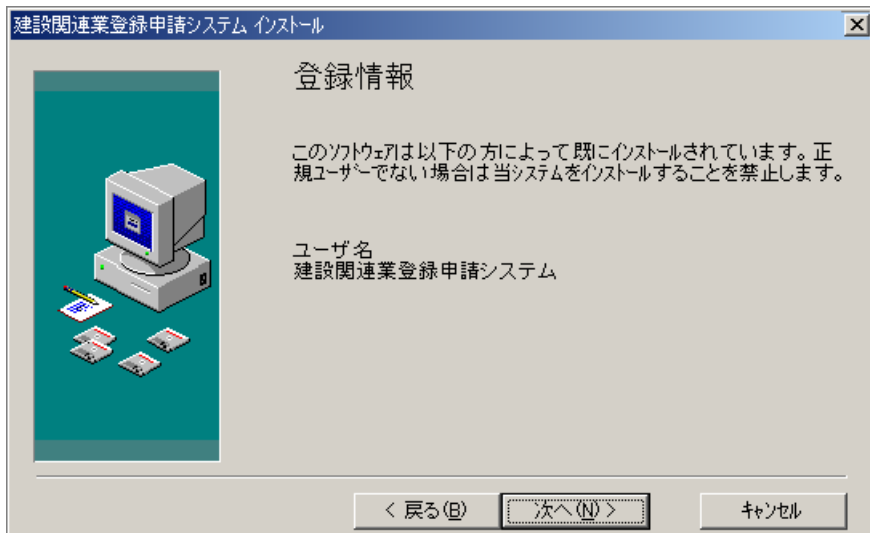 建設関連業登録申請システム インストール
登録情報
このソフトウェアは以下の方によって既にインストールされています。正
規ユーザーでない場合は当システムをインストールすることを禁止します。
ユーザ名
建設関連業登録申請システム
< 戻る(B)
次へ(N) >
キャンセル